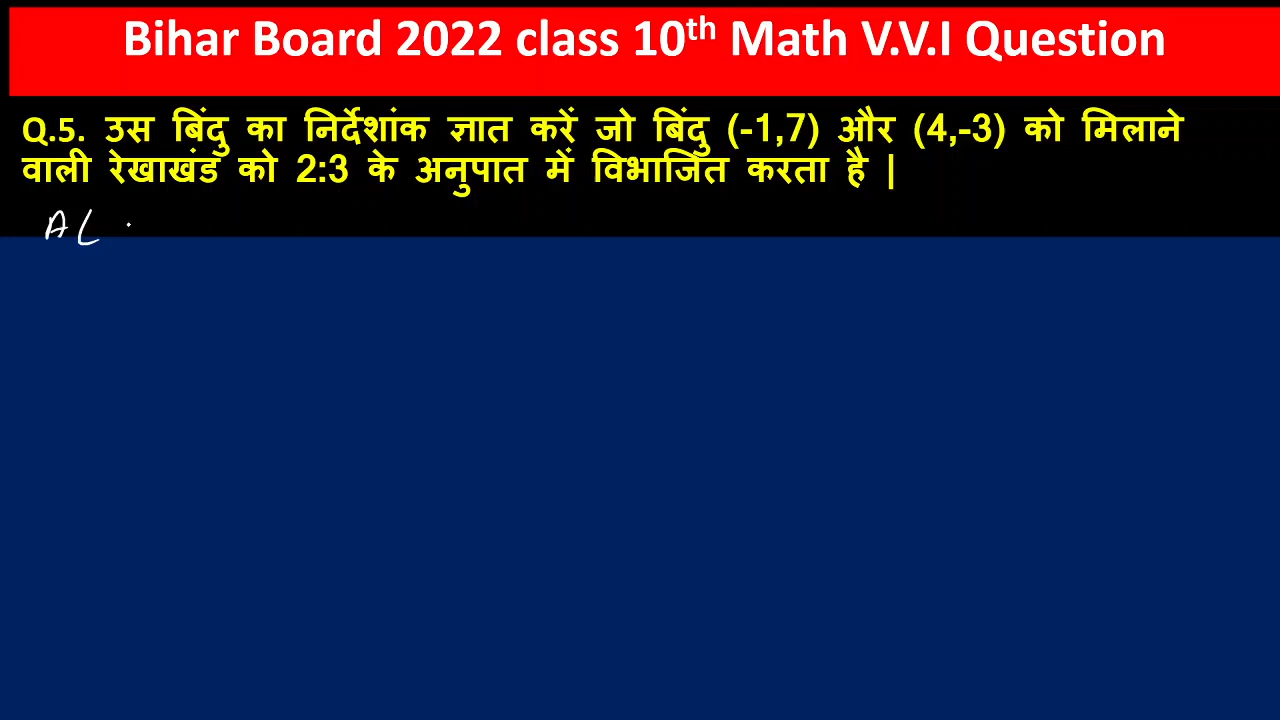 Bihar Board 2022 class 10th Math V.V.I Question
Q.5. उस बिंदु का निर्देशांक ज्ञात करें जो बिंदु (-1,7) और (4,-3) को मिलाने
वाली रेखाखंड को 2:3 के अनुपात में विभाजित करता है |
A(